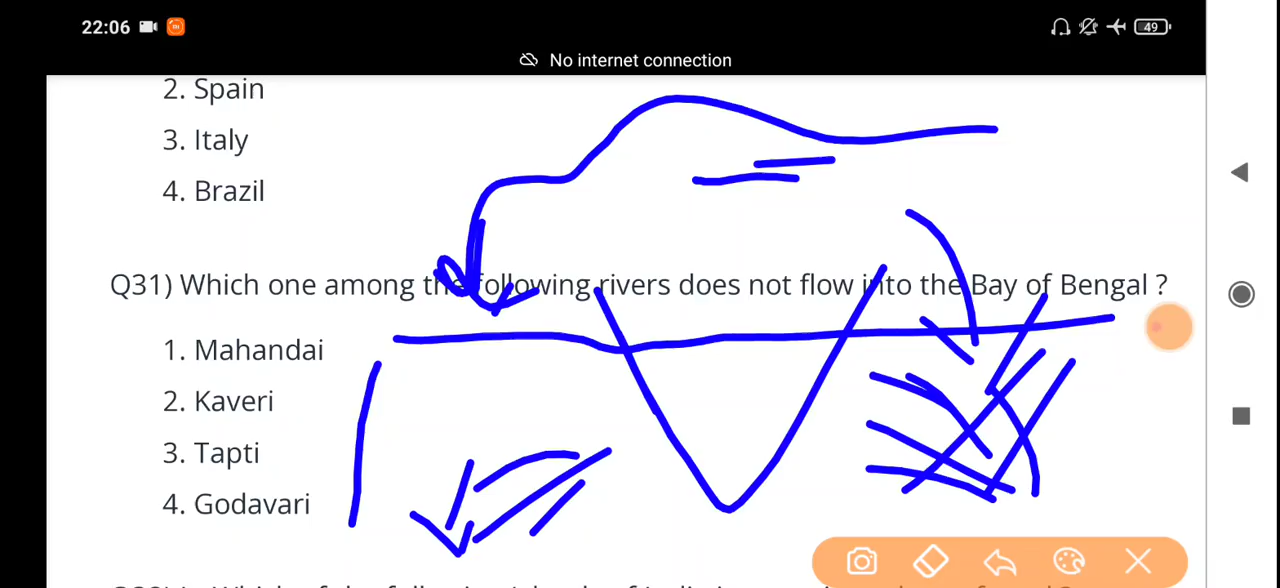 22:06
49
No internet connection
2. Spain
3. Italy
4. Brazil
Q31) Which one among the following rivers does not flow into the Bay of Bengal ?
1. Mahandai
2. Kaveri
3. Tapti
4. Godavari